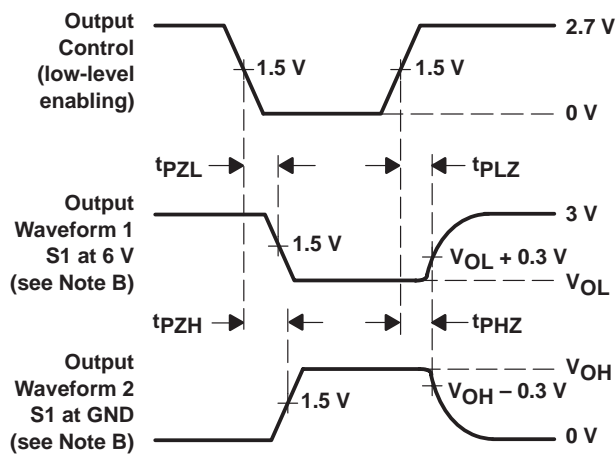 Output
Control
(low-level
enabling)
2.7 V
1.5 V
1.5 V
0 V
tPZL
tPLZ
Output
Waveform 1
S1 at 6 V
(see Note B)
3 V
1.5 V
VOL + 0.3 V
VOL
tPZH
tPHZ
Output
Waveform 2
S1 at GND
(see Note B)
VOH
1.5 V
VOH – 0.3 V
0 V